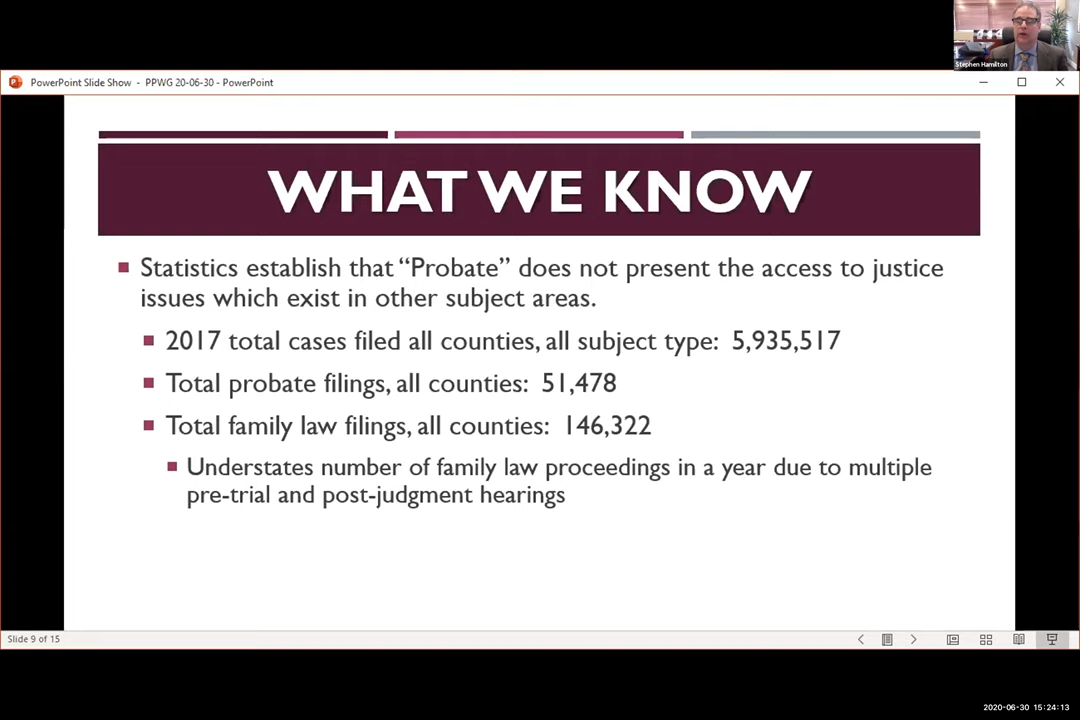 Stephen Hamilton
PowerPoint Slide Show - PPWG 20-06-30 - PowerPoint
WHAT WE KNOW
Statistics establish that “Probate” does not present the access to justice
issues which exist in other subject areas.
2017 total cases filed all counties, all subject type: 5,935,517
Total probate filings, all counties: 51,478
Total family law filings, all counties: 146,322
Understates number of family law proceedings in a year due to multiple
pre-trial and post-judgment hearings
Slide 9 of 15
2020-06-30 15:24:13